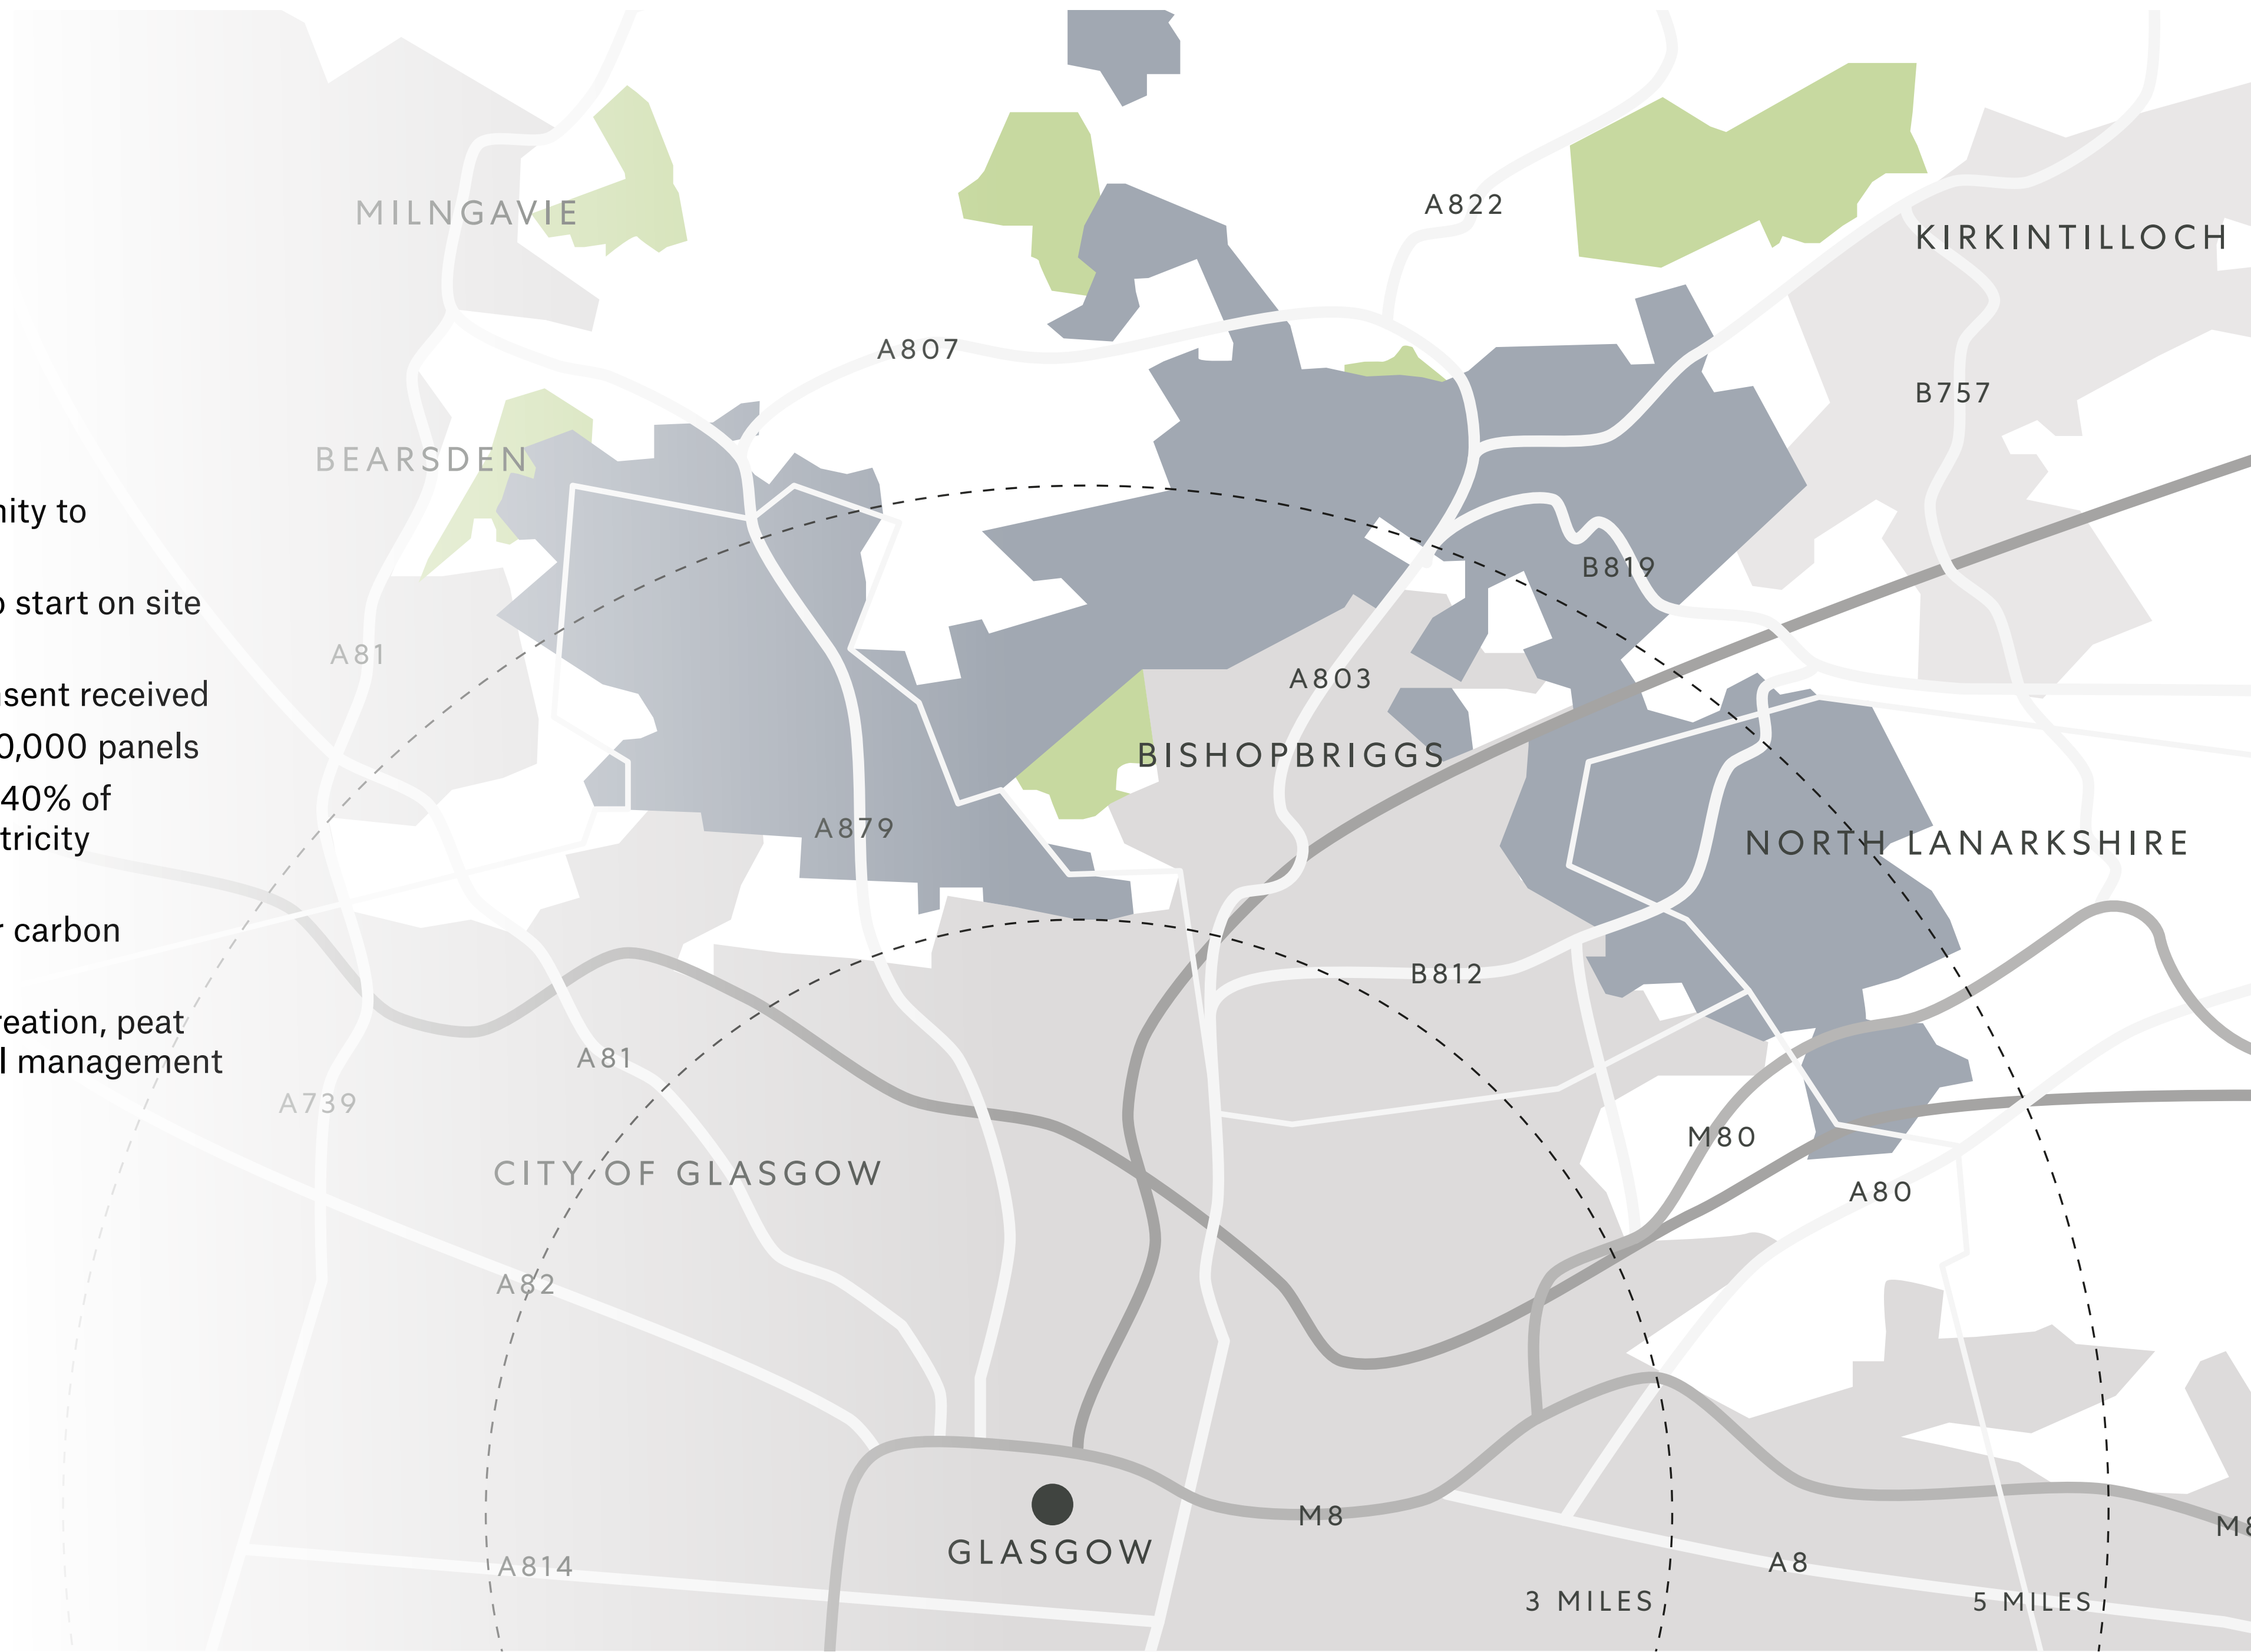 nity to
start on site
sent received
0,000 panels
40% of
tricity
carbon
reation, peat
management
MILNGAVIE
A822
KIRKINTILLOCH
A807
B757
BEARSDEN
B819
A81
A803
BISHOPBRIGGS
A879
NORTH LANARKSHIRE
B812
A81
A739
M80
CITY OF GLASGOW
A80
A82
M8
M8
GLASGOW
A8
A814
3 MILES
5 MILES